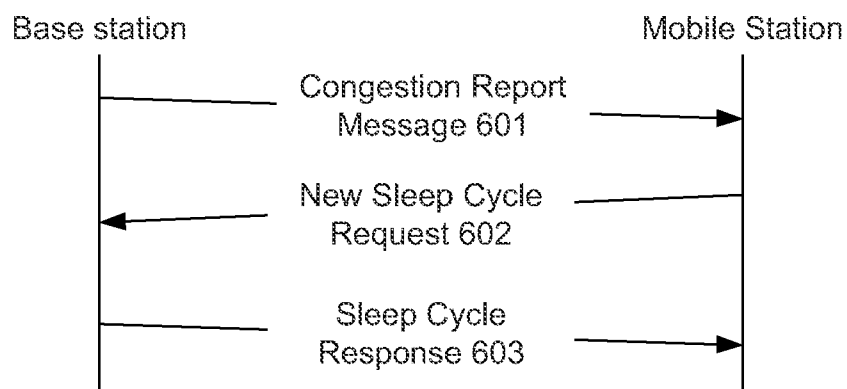 Base station
Mobile Station
Congestion Report
Message 601
New Sleep Cycle
Request 602
Sleep Cycle
Response 603